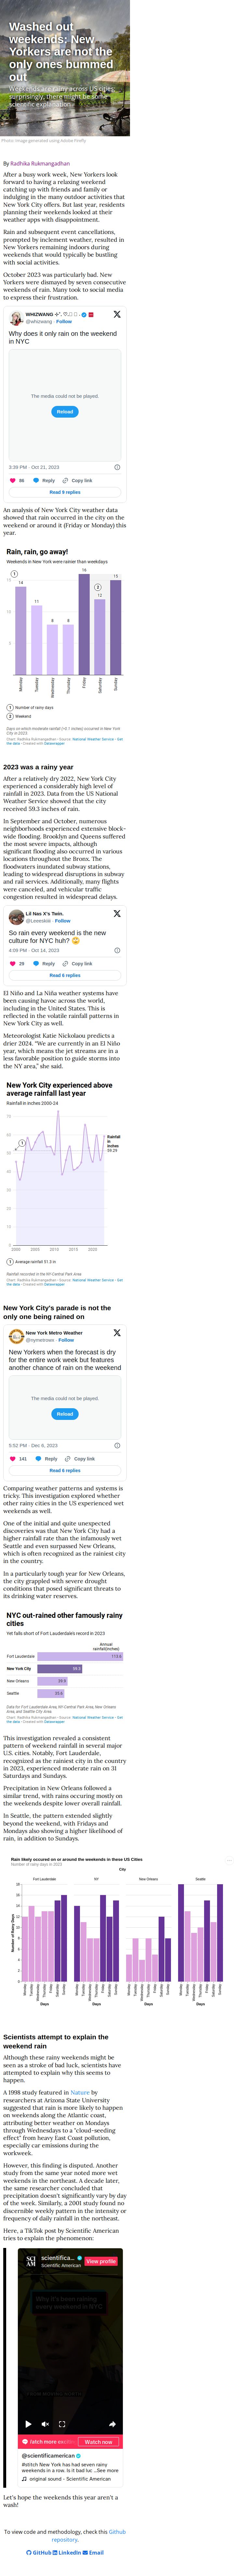 Washed out
weekends: New
Yorkers are not the
only ones bummed
out
Weekends are rainy across US cities;
surprisingly, there might be some
scientific explanation
Photo: Image generated using Adobe Firefly
By Radhika Rukmangadhan
After a busy work week, New Yorkers look
forward to having a relaxing weekend
catching up with friends and family or
indulging in the many outdoor activities that
New York City offers. But last year, residents
planning their weekends looked at their
weather apps with disappointment.
Rain and subsequent event cancellations,
prompted by inclement weather, resulted in
New Yorkers remaining indoors during
weekends that would typically be bustling
with social activities.
October 2023 was particularly bad. New
Yorkers were dismayed by seven consecutive
weekends of rain. Many took to social media
to express their frustration.
WHIZWANG
@whizwang · Follow
Why does it only rain on the weekend
in NYC
The media could not be played.
Reload
3:39 PM · Oct 21, 2023
86 Reply Copy link
Read 9 replies
An analysis of New York City weather data
showed that rain occurred in the city on the
weekend or around it (Friday or Monday) this
year.
Rain, rain, go away!
Weekends in New York were rainier than weekdays
15
10
5
1
14
11
8
8
16
2
12
15
Monday
Tuesday
Wednesday
Thursday
Friday
Saturday
Sunday
1 Number of rainy days
2 Weekend
Days on which moderate rainfall (>0.1 inches) occurred in New York
City in 2023.
Chart: Radhika Rukmangadhan • Source: National Weather Service • Get
the data • Created with Datawrapper
2023 was a rainy year
After a relatively dry 2022, New York City
experienced a considerably high level of
rainfall in 2023. Data from the US National
Weather Service showed that the city
received 59.3 inches of rain.
In September and October, numerous
neighborhoods experienced extensive block-
wide flooding. Brooklyn and Queens suffered
the most severe impacts, although
significant flooding also occurred in various
locations throughout the Bronx. The
floodwaters inundated subway stations,
leading to widespread disruptions in subway
and rail services. Additionally, many flights
were canceled, and vehicular traffic
congestion resulted in widespread delays.
Lil Nas X's Twin.
· Follow
So rain every weekend is the new
culture for NYC huh? 🙄
4:09 PM · Oct 14, 2023
29 Reply Copy link
Read 6 replies
El Niño and La Niña weather systems have
been causing havoc across the world,
including in the United States. This is
reflected in the volatile rainfall patterns in
New York City as well.
Meteorologist Katie Nickolaou predicts a
drier 2024. “We are currently in an El Niño
year, which means the jet streams are in a
less favorable position to guide storms into
the NY area,” she said.
New York City experienced above
average rainfall last year
Rainfall in inches 2000-24
70
60
50
40
30
20
10
0
1
Rainfall
in
inches
59.29
2000 2005 2010 2015 2020
1 Average rainfall 51.5 in
Rainfall recorded in the NY-Central Park Area
Chart: Radhika Rukmangadhan • Source: National Weather Service • Get
the data • Created with Datawrapper
New York City's parade is not the
only one being rained on
New York Metro Weather
@nymetrowx · Follow
New Yorkers when the forecast is dry
for the entire work week but features
another chance of rain on the weekend
The media could not be played.
Reload
5:52 PM · Dec 6, 2023
141 Reply Copy link
Read 6 replies
Comparing weather patterns and systems is
tricky. This investigation explored whether
other rainy cities in the US experienced wet
weekends as well.
One of the initial and quite unexpected
discoveries was that New York City had a
higher rainfall rate than the infamously wet
Seattle and even surpassed New Orleans,
which is often recognized as the rainiest city
in the country.
In a particularly tough year for New Orleans,
the city grappled with severe drought
conditions that posed significant threats to
its drinking water reserves.
NYC out-rained other famously rainy
cities
Yet falls short of Fort Lauderdale's record in 2023
Annual
rainfall(inches)
Fort Lauderdale
New York City 59.3
New Orleans
Seattle
Data for Fort Lauderdale Area, NY-Central Park Area, New Orleans
Area, and Seattle City Area
Chart: Radhika Rukmangadhan • Source: National Weather Service • Get
the data • Created with Datawrapper
This investigation revealed a consistent
pattern of weekend rainfall in several major
U.S. cities. Notably, Fort Lauderdale,
recognized as the rainiest city in the country
in 2023, experienced moderate rain on 31
Saturdays and Sundays.
Precipitation in New Orleans followed a
similar trend, with rains occuring mostly on
the weekends despite lower overall rainfall.
In Seattle, the pattern extended slightly
beyond the weekend, with Fridays and
Mondays also showing a higher likelihood of
rain, in addition to Sundays.
Rain likely occured on or around the weekends in these US Cities
Number of rainy days in 2023
City
Fort Lauderdale NY New Orleans Seattle
Number of Rainy Days
18
16
14
12
10
8
6
4
2
0
Monday Tuesday Wednesday Thursday Friday Saturday Sunday
Monday Tuesday Wednesday Thursday Friday Saturday Sunday
Monday Tuesday Wednesday Thursday Friday Saturday Sunday
Monday Tuesday Wednesday Thursday Friday Saturday Sunday
Days Days Days Days
Scientists attempt to explain the
weekend rain
Although these rainy weekends might be
seen as a stroke of bad luck, scientists have
attempted to explain why this seems to
happen.
A 1998 study featured in Nature by
researchers at Arizona State University
suggested that rain is more likely to happen
on weekends along the Atlantic coast,
attributing better weather on Mondays
through Wednesdays to a "cloud-seeding
effect" from heavy East Coast pollution,
especially car emissions during the
workweek.
However, this finding is disputed. Another
study from the same year noted more wet
weekends in the northeast. A decade later,
the same researcher concluded that
precipitation doesn't significantly vary by day
of the week. Similarly, a 2001 study found no
discernible weekly pattern in the intensity or
frequency of daily rainfall in the northeast.
Here, a TikTok post by Scientific American
tries to explain the phenomenon:
SCI
AM
scientifica...
Scientific American
View profile
Why it's been raining
every weekend in NYC
Watch now
@scientificamerican
#stitch New York has had seven rainy
weekends in a row. Is it bad luc ...See more
original sound - Scientific American
Let's hope the weekends this year aren't a
wash!
To view code and methodology, check this Github
repository.
GitHub LinkedIn Email